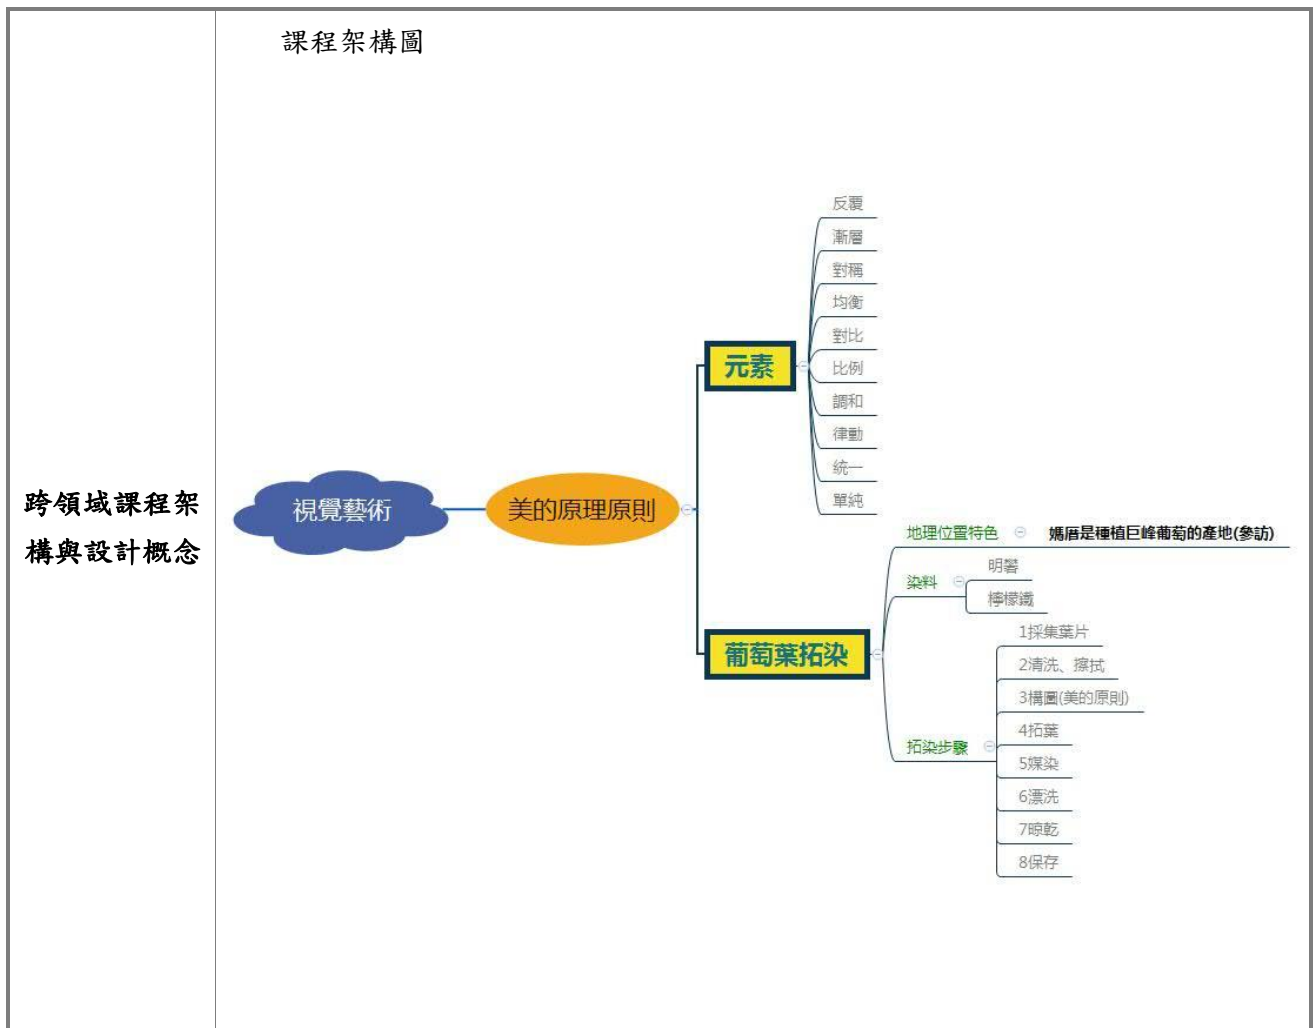 課程架構圖
跨領域課程架
構與設計概念
視覺藝術
美的原理原則
元素
反覆
漸層
對稱
均衡
對比
比例
調和
律動
統一
單純
葡萄葉拓染
地理位置特色
媽厝是種植巨峰葡萄的產地(參訪)
染料
明礬
檸檬鐵
拓染步驟
1採集葉片
2清洗、擦拭
3構圖(美的原則)
4拓葉
5媒染
6漂洗
7晾乾
8保存